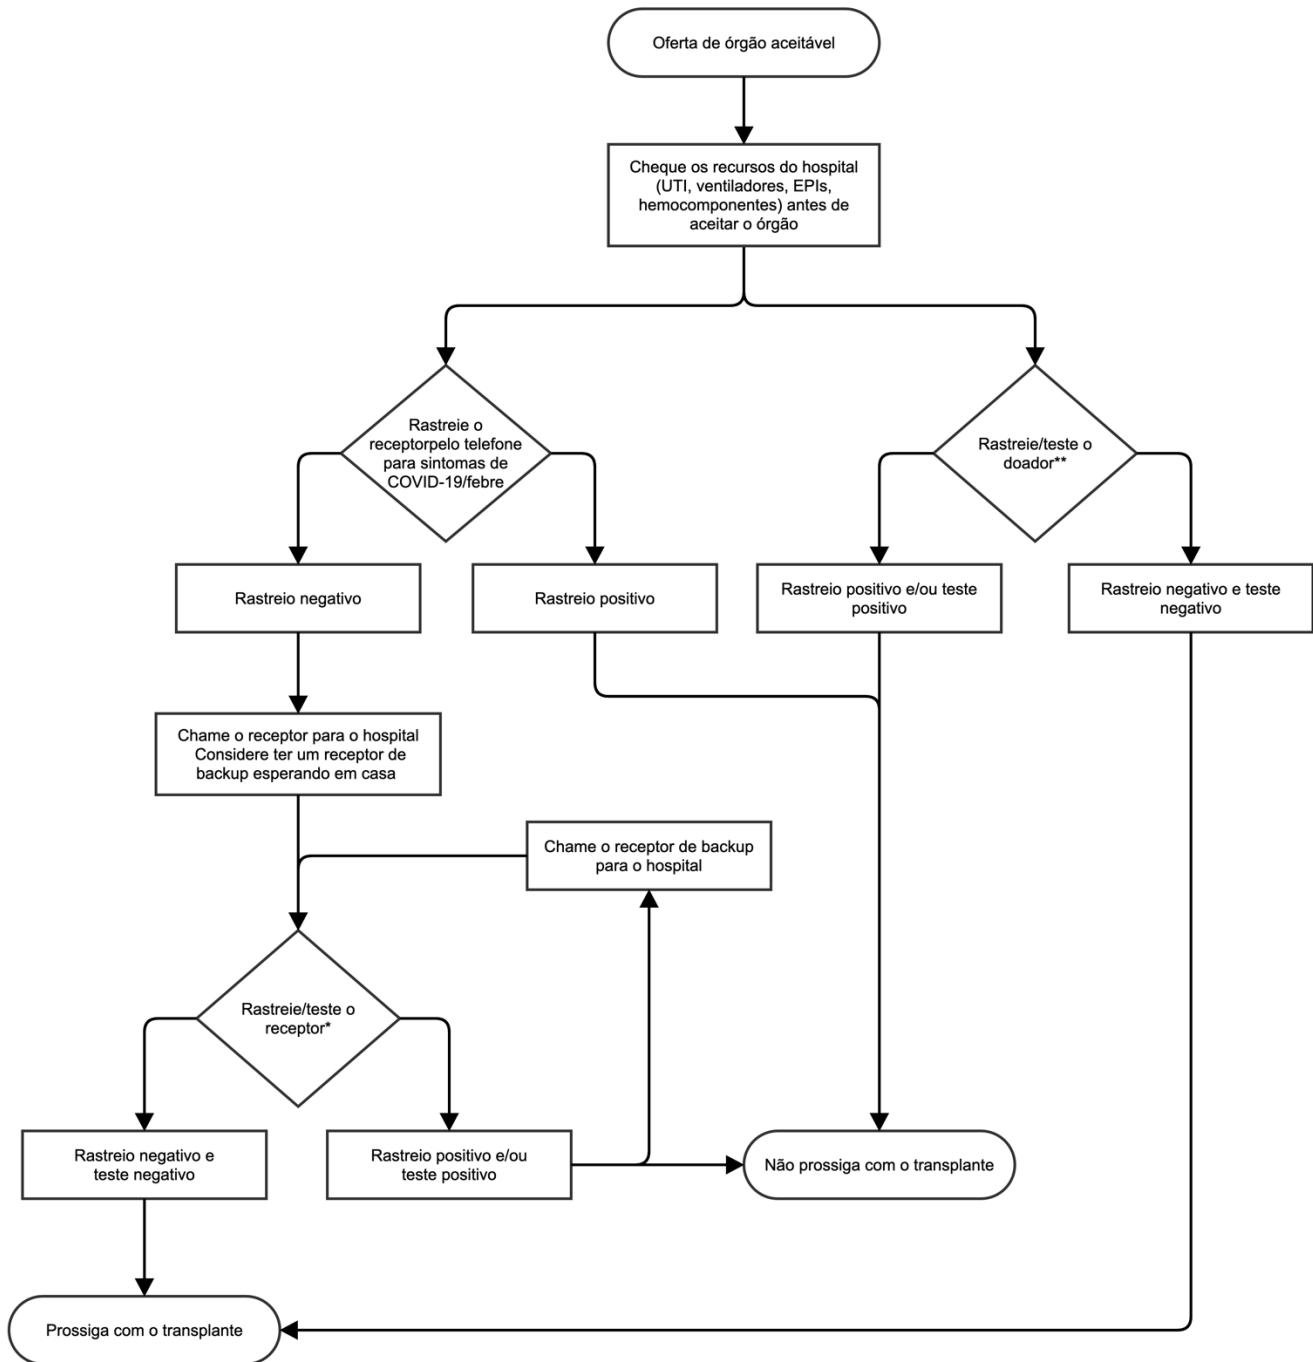 Oferta de órgão aceitável
Cheque os recursos do hospital
(UTI, ventiladores, EPIs,
hemocomponentes) antes de
aceitar o órgão
Rastreie o
receptorpelo telefone
para sintomas de
COVID-19/febre
Rastreie/teste o
doador**
Rastreio negativo
Rastreio positivo
Rastreio positivo e/ou teste
positivo
Rastreio negativo e teste
negativo
Chame o receptor para o hospital
Considere ter um receptor de
backup esperando em casa
Chame o receptor de backup
para o hospital
Rastreie/teste o
receptor*
Rastreio negativo e
teste negativo
Rastreio positivo e/ou
teste positivo
Não prossiga com o transplante
Prossiga com o transplante